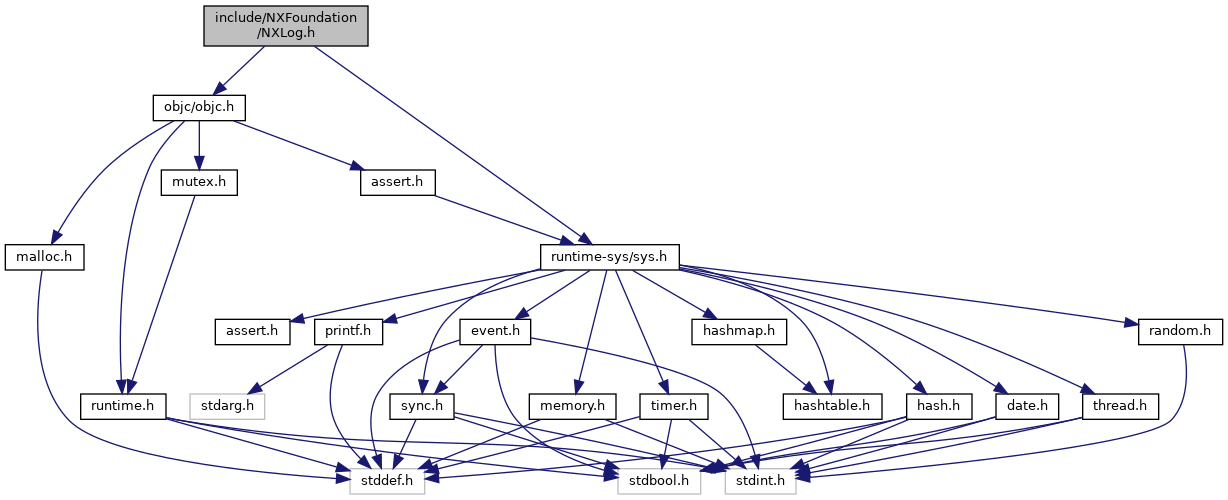 include/NXFoundation
/NXLog.h
objc/objc.h
mutex.h
assert.h
malloc.h
runtime-sys/sys.h
assert.h
printf.h
event.h
hashmap.h
random.h
runtime.h
stdarg.h
sync.h
memory.h
timer.h
hashtable.h
hash.h
date.h
thread.h
stddef.h
stdbool.h
stdint.h